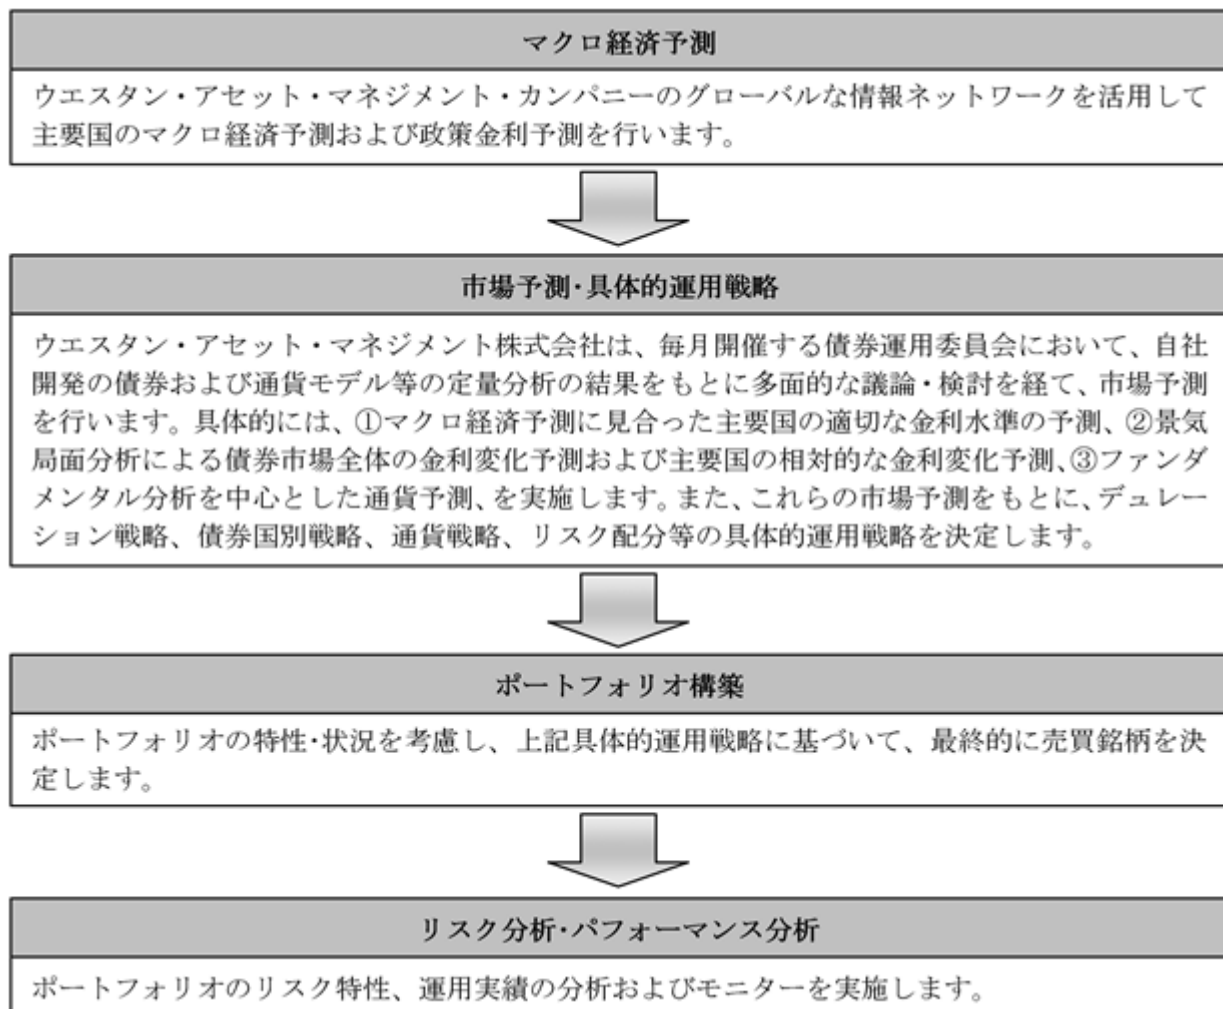 マクロ経済予測
ウエスタン・アセット・マネジメント・カンパニーのグローバルな情報ネットワークを活用して
主要国のマクロ経済予測および政策金利予測を行います。
市場予測･具体的運用戦略
ウエスタン・アセット・マネジメント株式会社は、毎月開催する債券運用委員会において、自社
開発の債券および通貨モデル等の定量分析の結果をもとに多面的な議論・検討を経て、市場予測
を行います。具体的には、①マクロ経済予測に見合った主要国の適切な金利水準の予測、②景気
局面分析による債券市場全体の金利変化予測および主要国の相対的な金利変化予測、③ファンダ
メンタル分析を中心とした通貨予測、を実施します。また、これらの市場予測をもとに、デュレー
ション戦略、債券国別戦略、通貨戦略、リスク配分等の具体的運用戦略を決定します。
ポートフォリオ構築
ポートフォリオの特性･状況を考慮し、上記具体的運用戦略に基づいて、最終的に売買銘柄を決
定します。
リスク分析･パフォーマンス分析
ポートフォリオのリスク特性、運用実績の分析およびモニターを実施します。